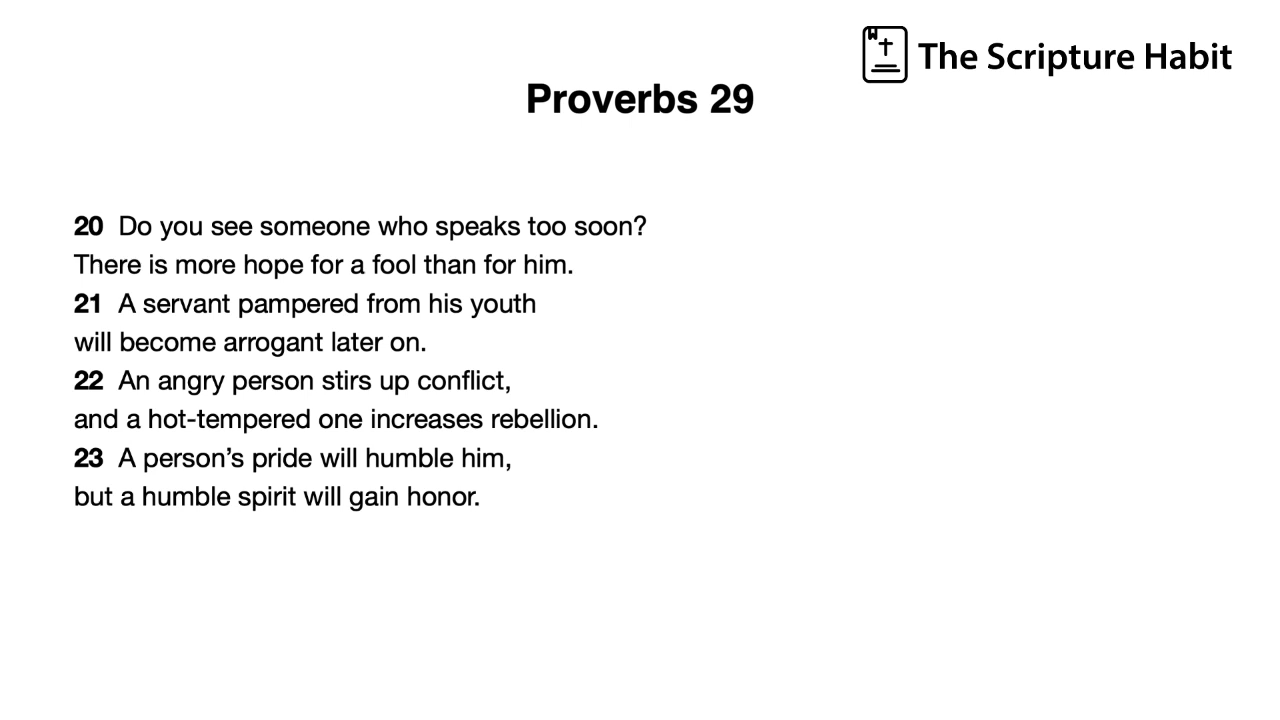 The Scripture Habit
Proverbs 29
20 Do you see someone who speaks too soon?
There is more hope for a fool than for him.
21 A servant pampered from his youth
will become arrogant later on.
22 An angry person stirs up conflict,
and a hot-tempered one increases rebellion.
23 A person’s pride will humble him,
but a humble spirit will gain honor.